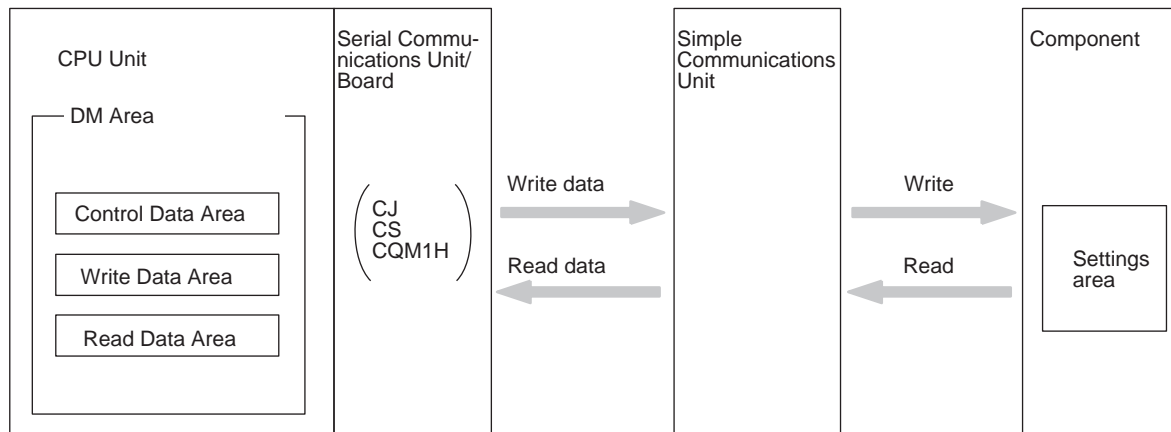 CPU Unit
DM Area
Control Data Area
Write Data Area
Read Data Area
Serial Commu-
nications Unit/
Board
CJ
CS
CQM1H
Write data
Read data
Simple
Communications
Unit
Write
Read
Component
Settings
area